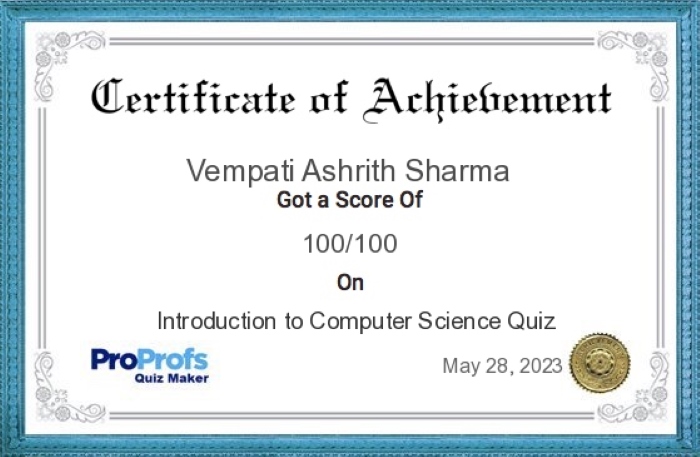 Certificate of Achievement
Vempati Ashrith Sharma
Got a Score Of
100/100
On
Introduction to Computer Science Quiz
ProProfs
Quiz Maker
May 28, 2023